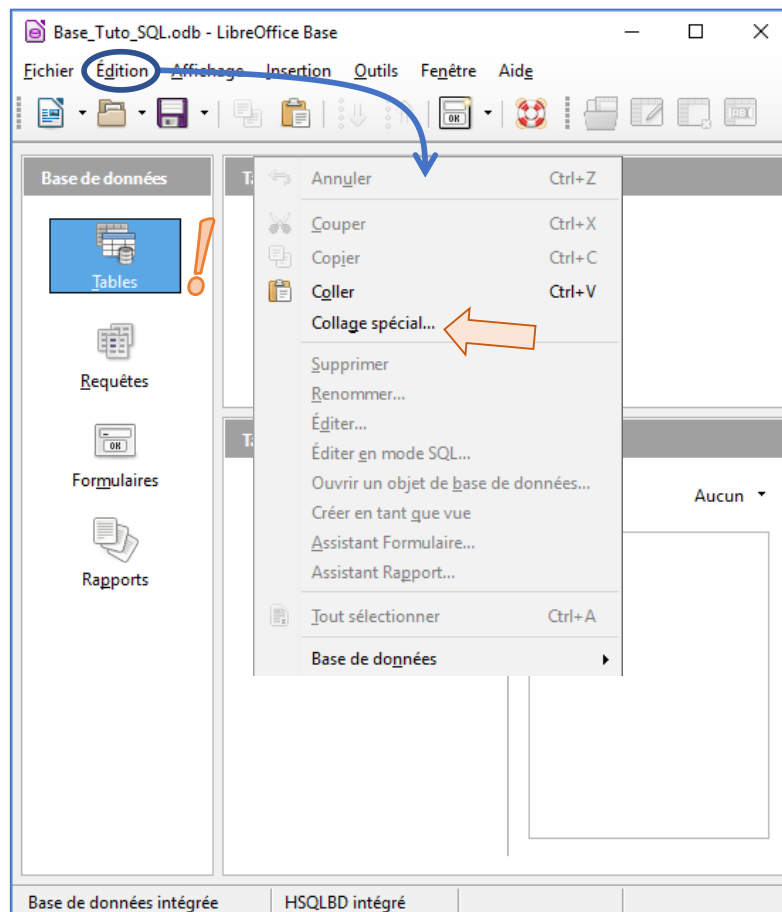 Base_Tuto_SQL.odb - LibreOffice Base
Fichier Édition Affichage Insertion Outils Fenêtre Aide
Base de données
Tables
Requêtes
Formulaires
Rapports
T
Annuler Ctrl+Z
Couper Ctrl+X
Copier Ctrl+C
Coller Ctrl+V
Collage spécial...
Supprimer
Renommer...
Éditer...
Éditer en mode SQL...
Ouvrir un objet de base de données...
Créer en tant que vue
Assistant Formulaire...
Assistant Rapport...
Tout sélectionner Ctrl+A
Base de données
T
Aucun
Base de données intégrée HSQLBD intégré